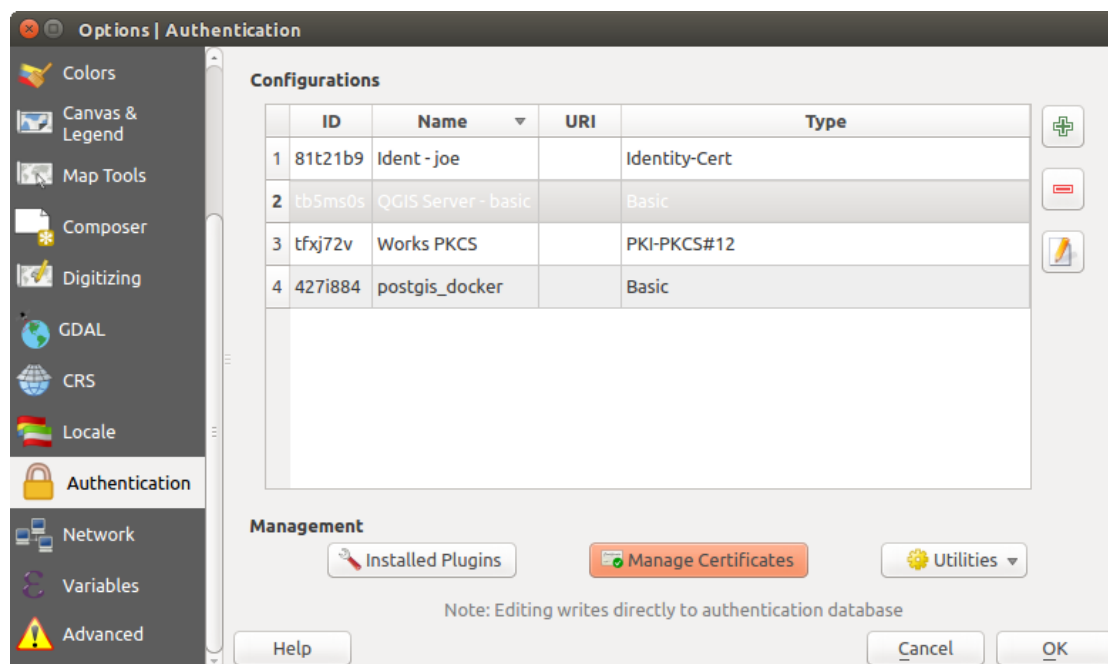 Options | Authentication
Colors
Canvas &
Legend
Map Tools
Composer
Digitizing
GDAL
CRS
Locale
Authentication
Network
Variables
Advanced
Configurations
ID Name URI Type
1 81t21b9 Ident - joe Identity-Cert
2 tb5ms0s QGIS Server - basic Basic
3 tfxj72v Works PKCS PKI-PKCS#12
4 427i884 postgis_docker Basic
Management
Installed Plugins Manage Certificates Utilities
Note: Editing writes directly to authentication database
Help Cancel OK